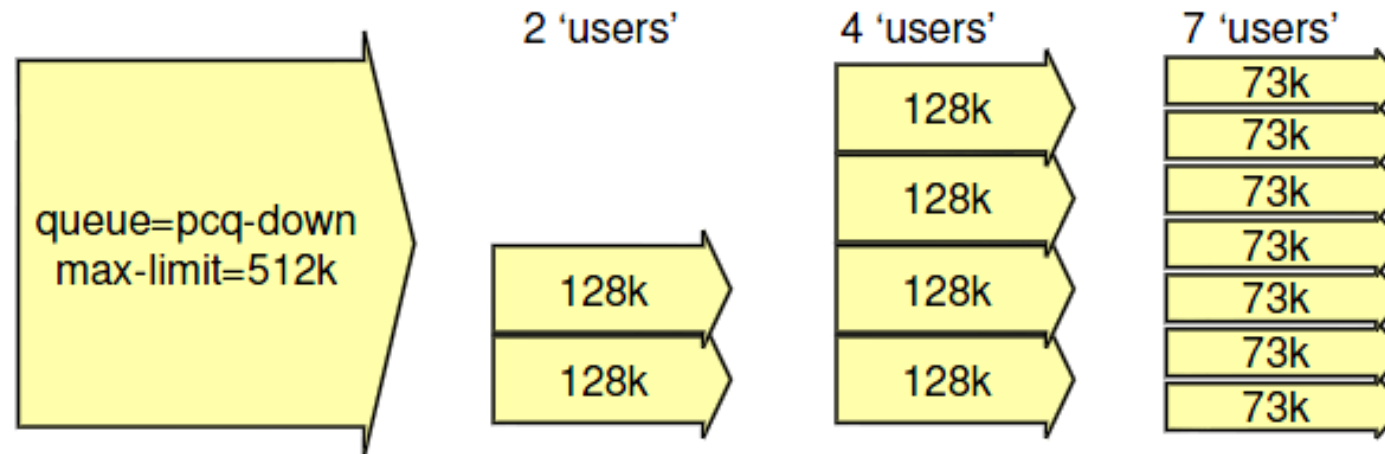 2 ‘users’
4 ‘users’
7 ‘users’
queue=pcq-down
max-limit=512k
128k
128k
128k
128k
128k
128k
73k
73k
73k
73k
73k
73k
73k